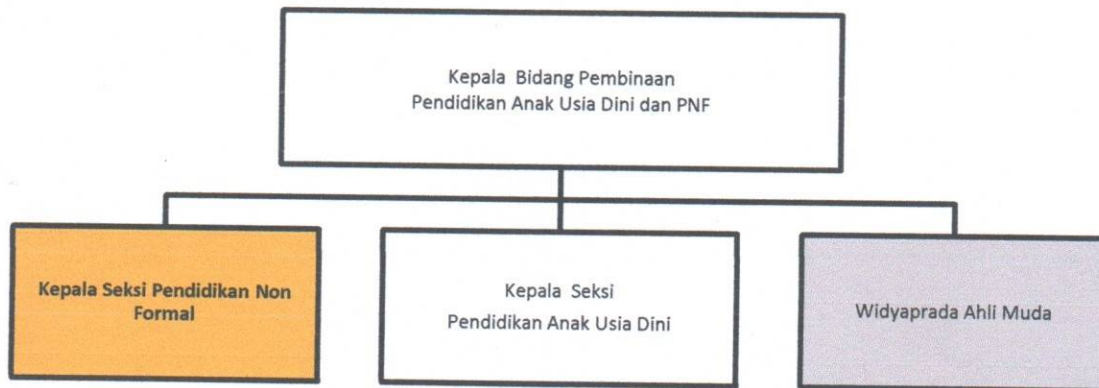 Kepala Bidang Pembinaan
Pendidikan Anak Usia Dini dan PNF
Kepala Seksi Pendidikan Non
Formal
Kepala Seksi
Pendidikan Anak Usia Dini
Widyaprada Ahli Muda